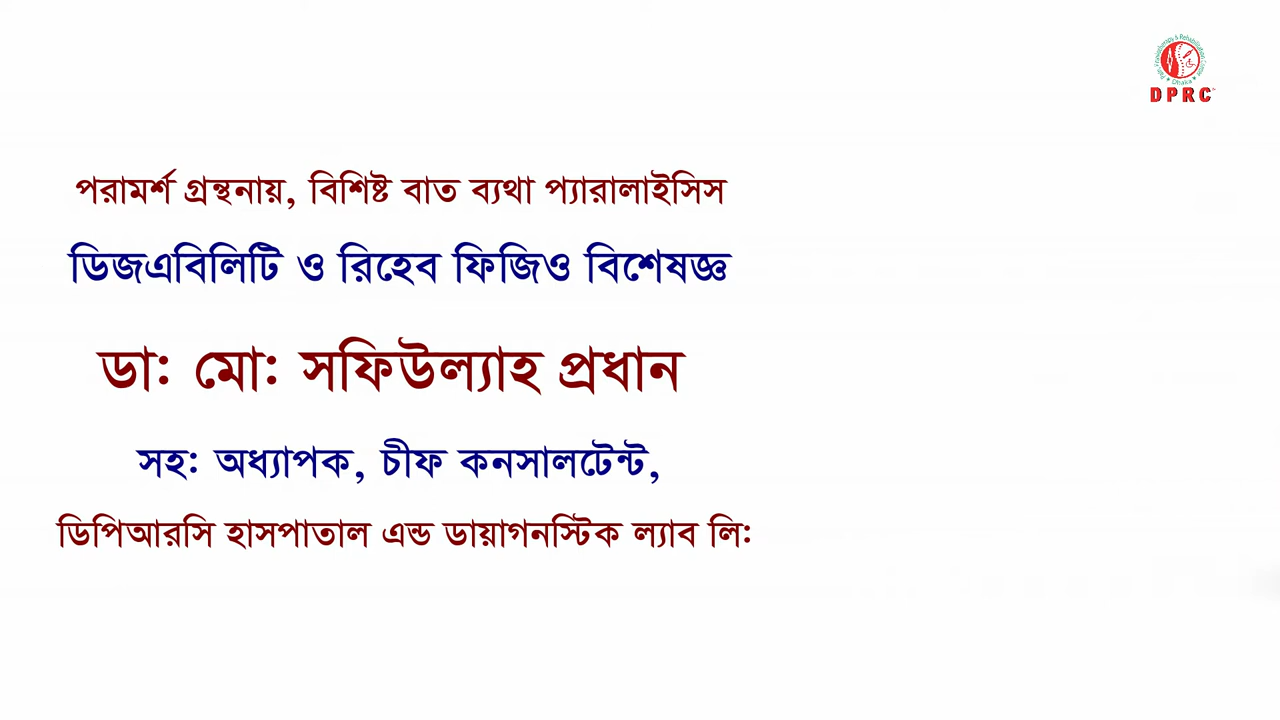 পরামর্শ গ্রন্থনায়, বিশিষ্ট বাত ব্যথা প্যারালাইসিস
ডিজএবিলিটি ও রিহেব ফিজিও বিশেষজ্ঞ
ডা: মো: সফিউল্যাহ প্রধান
সহ: অধ্যাপক, চীফ কনসালটেন্ট,
ডিপিআরসি হাসপাতাল এন্ড ডায়াগনস্টিক ল্যাব লি:
DPRC